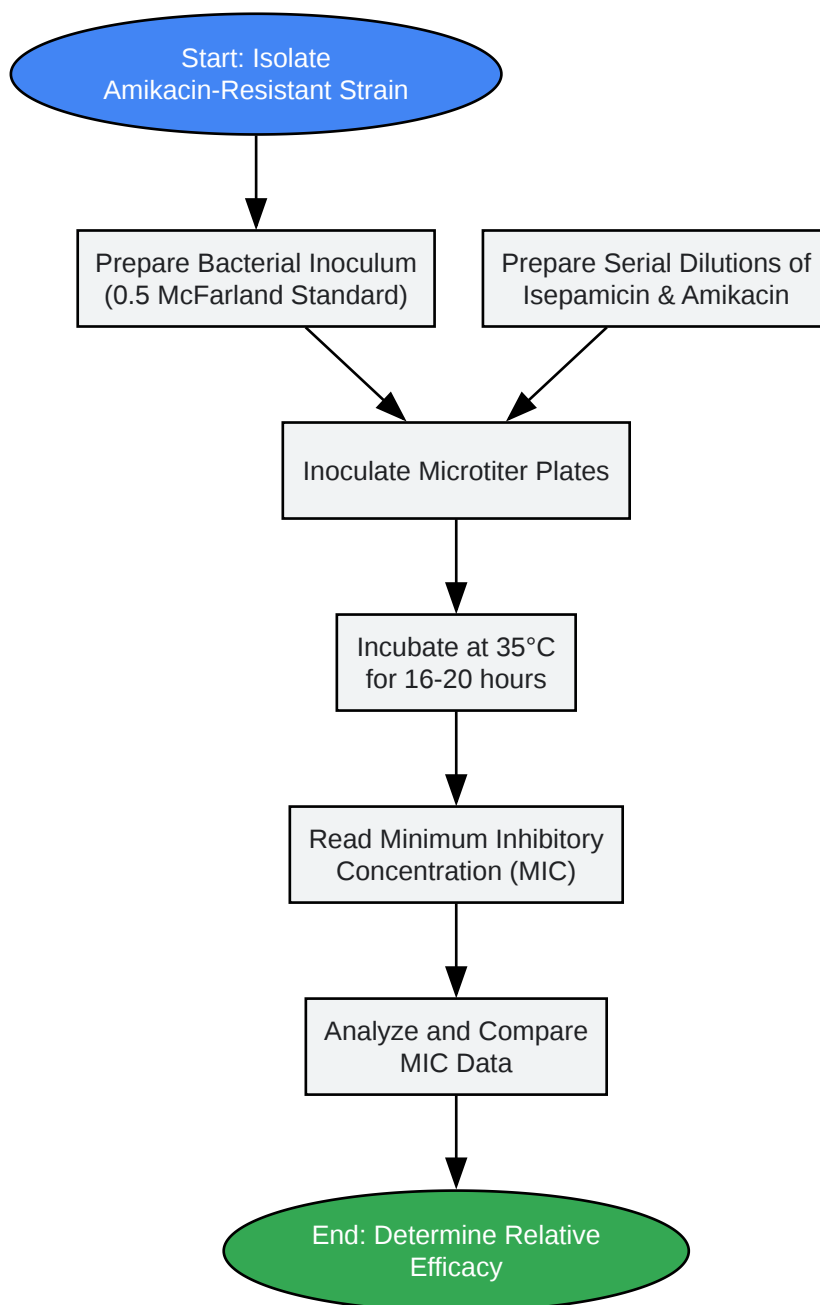 Start: Isolate
Amikacin-Resistant Strain
Prepare Bacterial Inoculum
(0.5 McFarland Standard)
Prepare Serial Dilutions of
Isepamicin & Amikacin
Inoculate Microtiter Plates
Incubate at 35°C
for 16-20 hours
Read Minimum Inhibitory
Concentration (MIC)
Analyze and Compare
MIC Data
End: Determine Relative
Efficacy